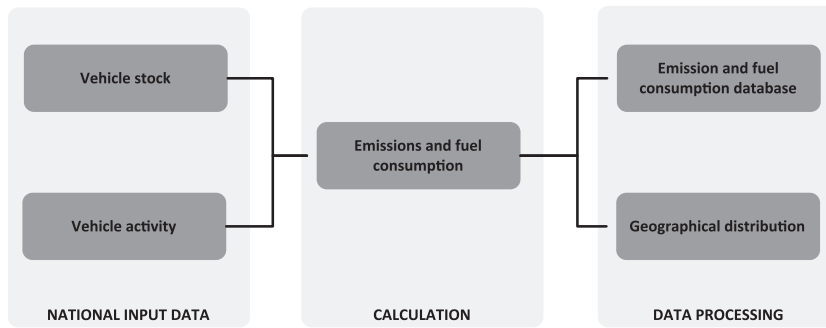 Vehicle stock
Vehicle activity
NATIONAL INPUT DATA
Emissions and fuel
consumption
CALCULATION
Emission and fuel
consumption database
Geographical distribution
DATA PROCESSING